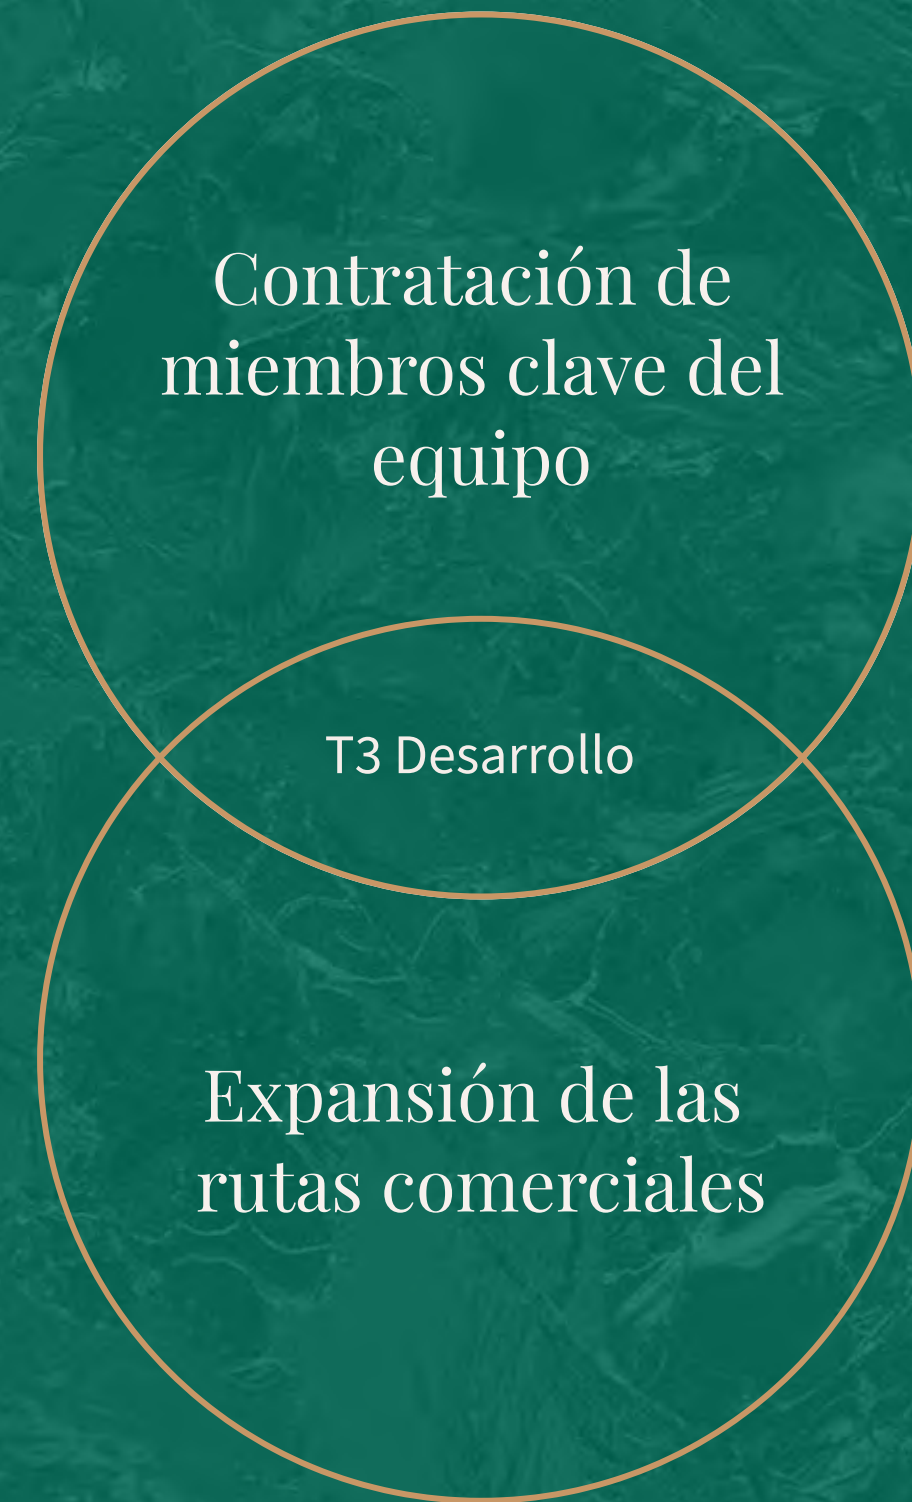 Contratación de
miembros clave del
equipo
T3 Desarrollo
Expansión de las
rutas comerciales